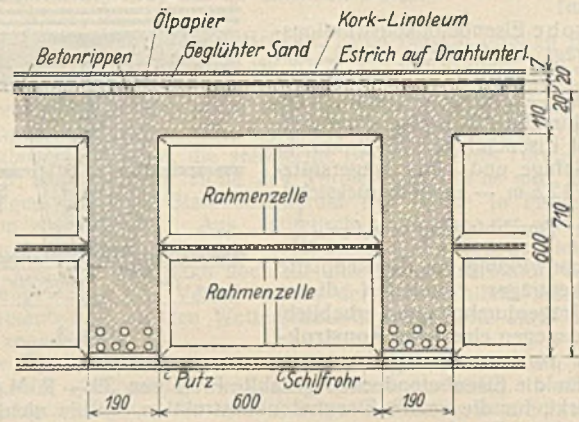 Ölpapier
Kork-Linoleum
Betonrippen
Geglühter Sand
Estrich auf Drahtunterl.
7
20
20
110
600
710
Rahmenzelle
Rahmenzelle
Putz
Schilfrohr
190
600
190